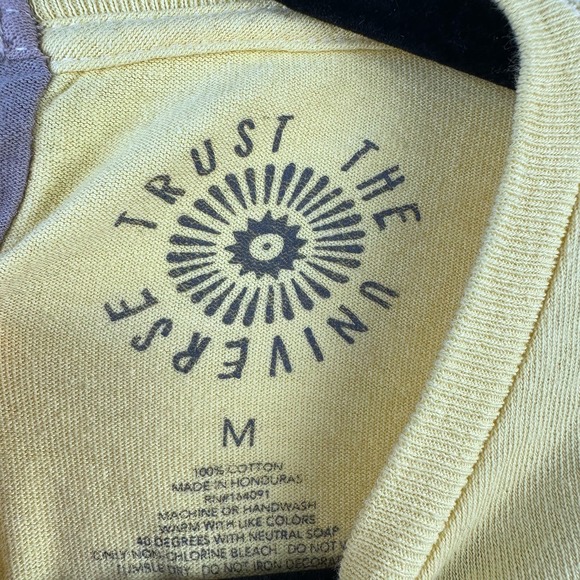 TRUST THE UNIVERSE
M
100% COTTON
MADE IN HONDURAS
RN#164091
MACHINE OR HANDWASH
WARM WITH LIKE COLORS
40 DEGREES WITH NEUTRAL SOAP
ONLY NON-CHLORINE BLEACH DO NOT
TUMBLE DRY DO NOT IRON DECOR